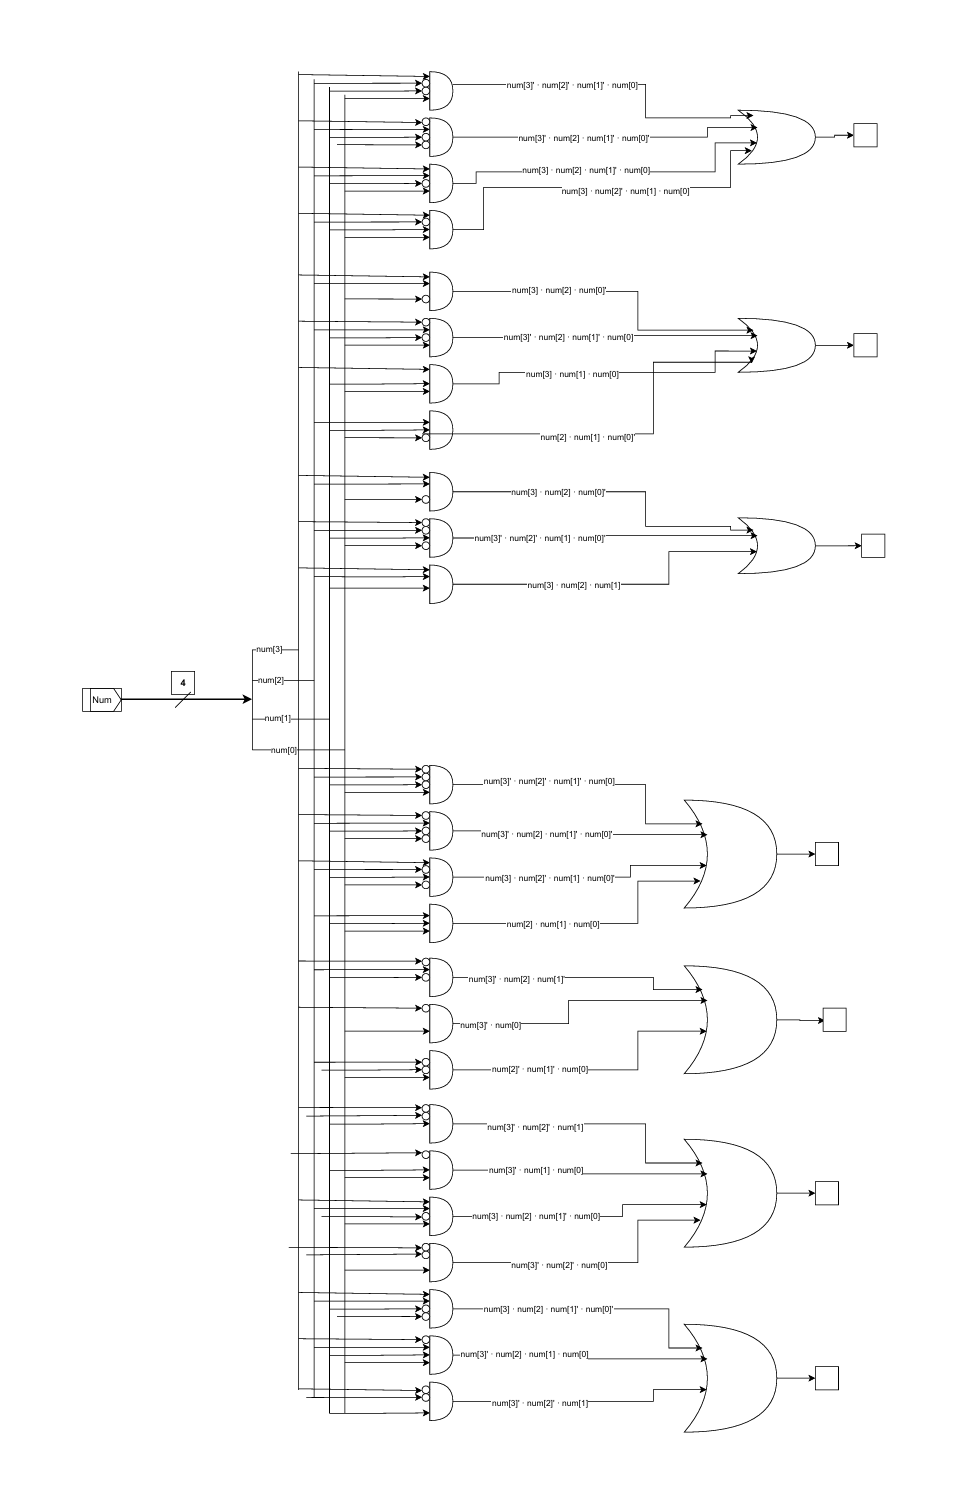 num[3]' · num[2]' · num[1]' · num[0]
num[3]' · num[2] · num[1]' · num[0]'
num[3] · num[2] · num[1]' · num[0]
num[3] · num[2]' · num[1] · num[0]
num[3] · num[2] · num[0]'
num[3]' · num[2] · num[1]' · num[0]
num[3] · num[1] · num[0]
num[2] · num[1] · num[0]'
num[3] · num[2] · num[0]'
num[3]' · num[2]' · num[1] · num[0]'
num[3] · num[2] · num[1]
num[3]
4
num[2]
Num
num[1]
num[0]
num[3]' · num[2]' · num[1]' · num[0]
num[3]' · num[2] · num[1]' · num[0]'
num[3] · num[2]' · num[1] · num[0]'
num[2] · num[1] · num[0]
num[3]' · num[2] · num[1]'
num[3]' · num[0]
num[2]' · num[1]' · num[0]
num[3]' · num[2]' · num[1]
num[3]' · num[1] · num[0]
num[3] · num[2] · num[1]' · num[0]
num[3]' · num[2]' · num[0]
num[3] · num[2] · num[1]' · num[0]'
num[3]' · num[2] · num[1] · num[0]
num[3]' · num[2]' · num[1]